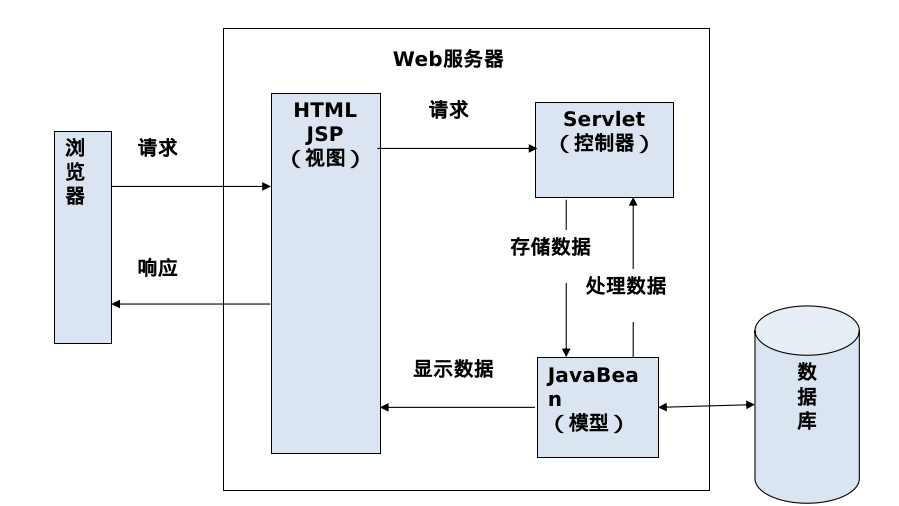 Web服务器
HTML
JSP
（视图）
请求
Servlet
（控制器）
浏
览
器
请求
存储数据
响应
处理数据
显示数据
JavaBea
n
（模型）
数
据
库